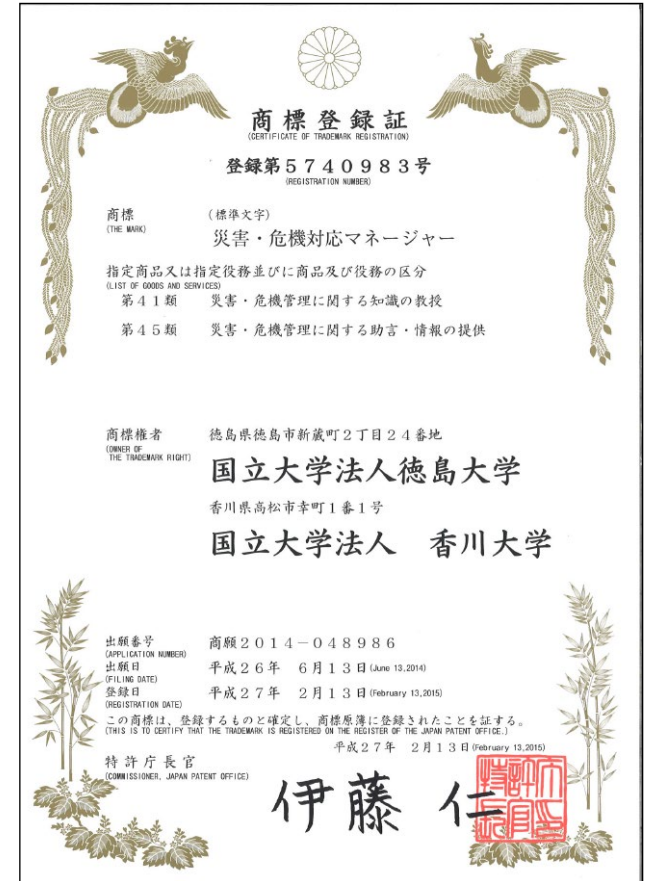 商標登録証
(CERTIFICATE OF TRADEMARK REGISTRATION)
登録第5740983号
(REGISTRATION NUMBER)
商標 (標準文字)
(THE MARK)
災害・危機対応マネージャー
指定商品又は指定役務並びに商品及び役務の区分
(LIST OF GOODS AND SERVICES)
第41類 災害・危機管理に関する知識の教授
第45類 災害・危機管理に関する助言・情報の提供
商標権者 徳島県徳島市新蔵町2丁目24番地
(OWNER OF
THE TRADEMARK RIGHT)
国立大学法人徳島大学
香川県高松市幸町1番1号
国立大学法人 香川大学
出願番号 商願2014-048986
(APPLICATION NUMBER)
出願日 平成26年 6月13日(June 13,2014)
(FILING DATE)
登録日 平成27年 2月13日(February 13,2015)
(REGISTRATION DATE)
この商標は、登録するものと確定し、商標原簿に登録されたことを証する。
(THIS IS TO CERTIFY THAT THE TRADEMARK IS REGISTERED ON THE REGISTER OF THE JAPAN PATENT OFFICE.)
平成27年 2月13日(February 13,2015)
特許庁長官
(COMMISSIONER, JAPAN PATENT OFFICE)
伊藤 仁